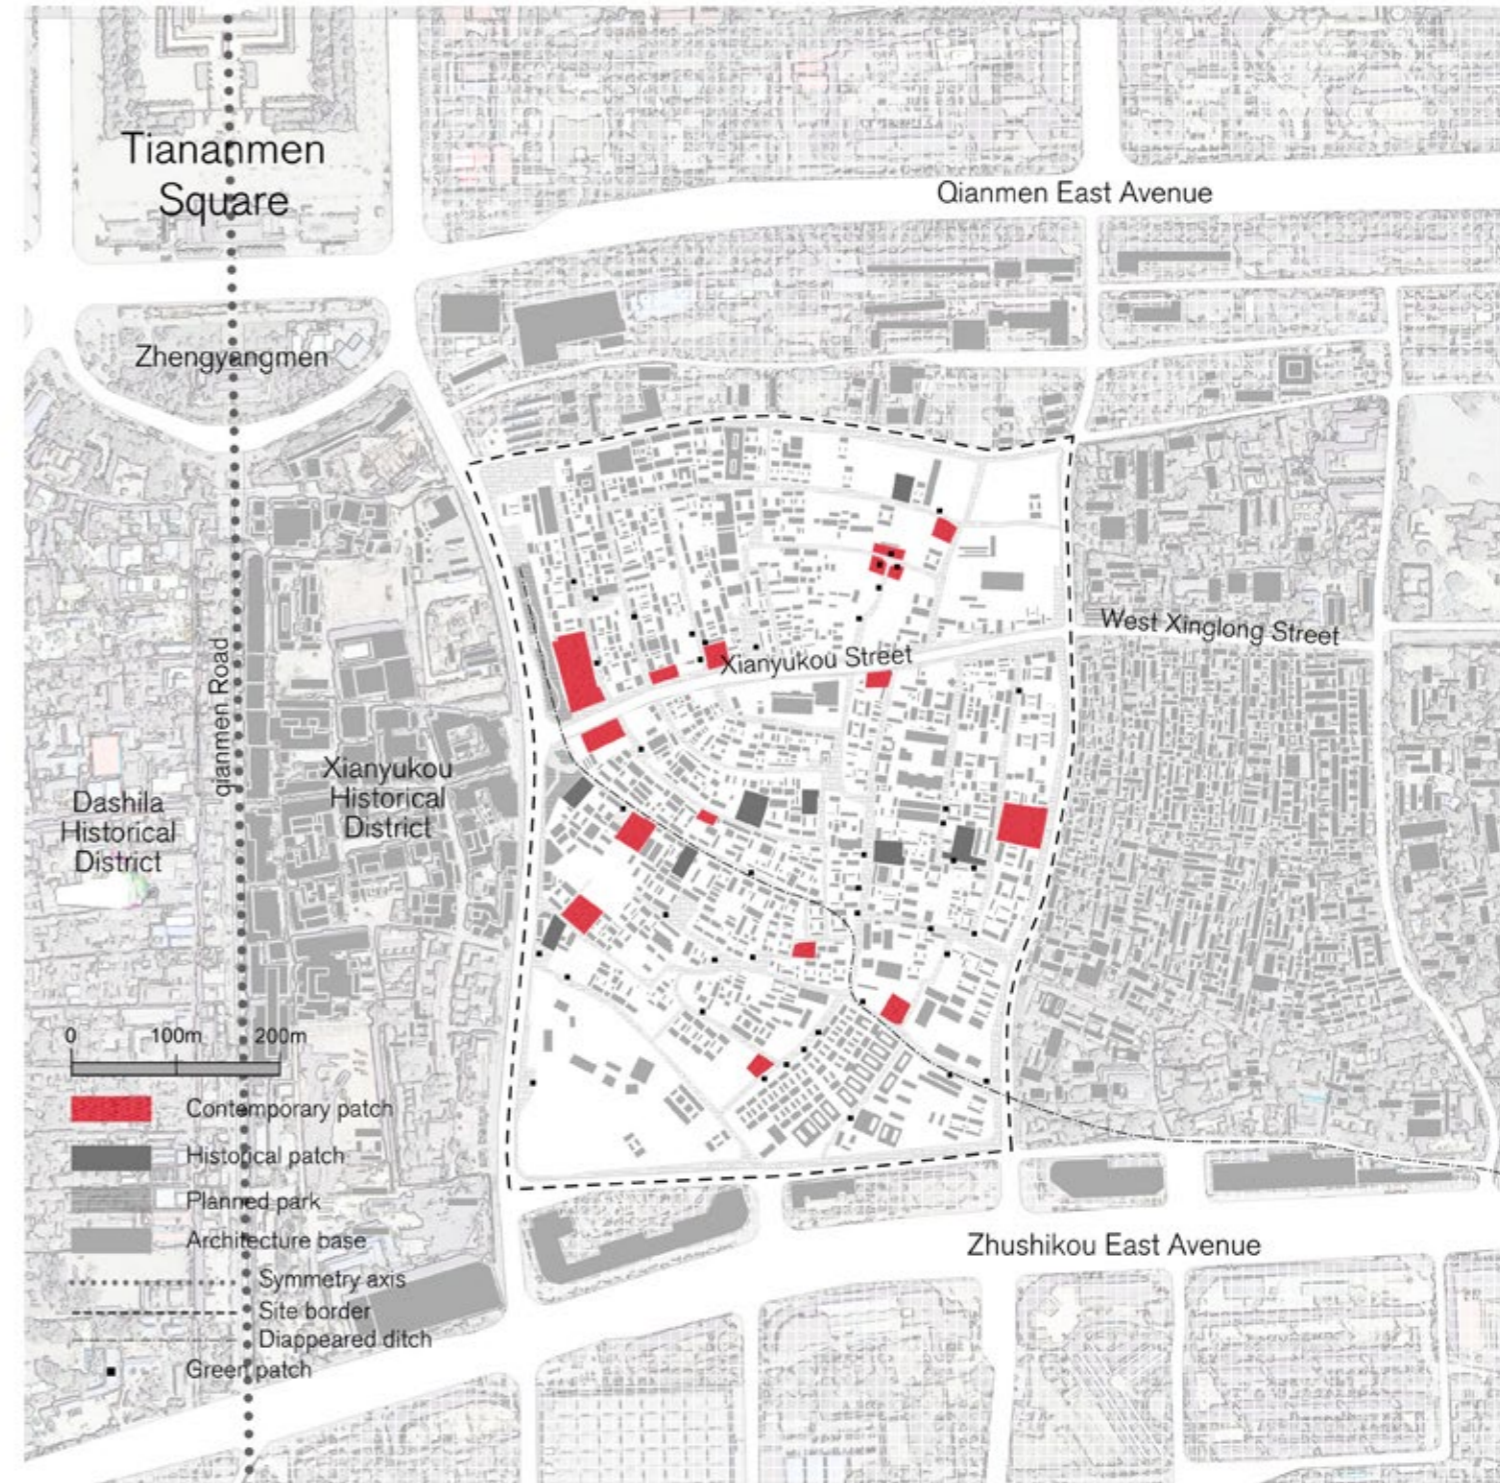 Tiananmen
Square
Qianmen East Avenue
Zhengyangmen
West Xinglong Street
Xianyukou Street
qianmen Road
Xianyukou
Historical
District
Dashila
Historical
District
0 100m 200m
Contemporary patch
Historical patch
Planned park
Architecture base
Symmetry axis
Site border
Diappeared ditch
Green patch
Zhushikou East Avenue